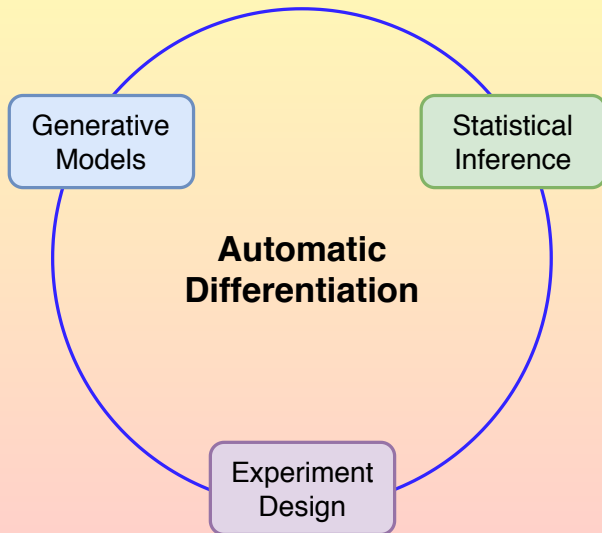 Generative
Models
Statistical
Inference
Automatic
Differentiation
Experiment
Design